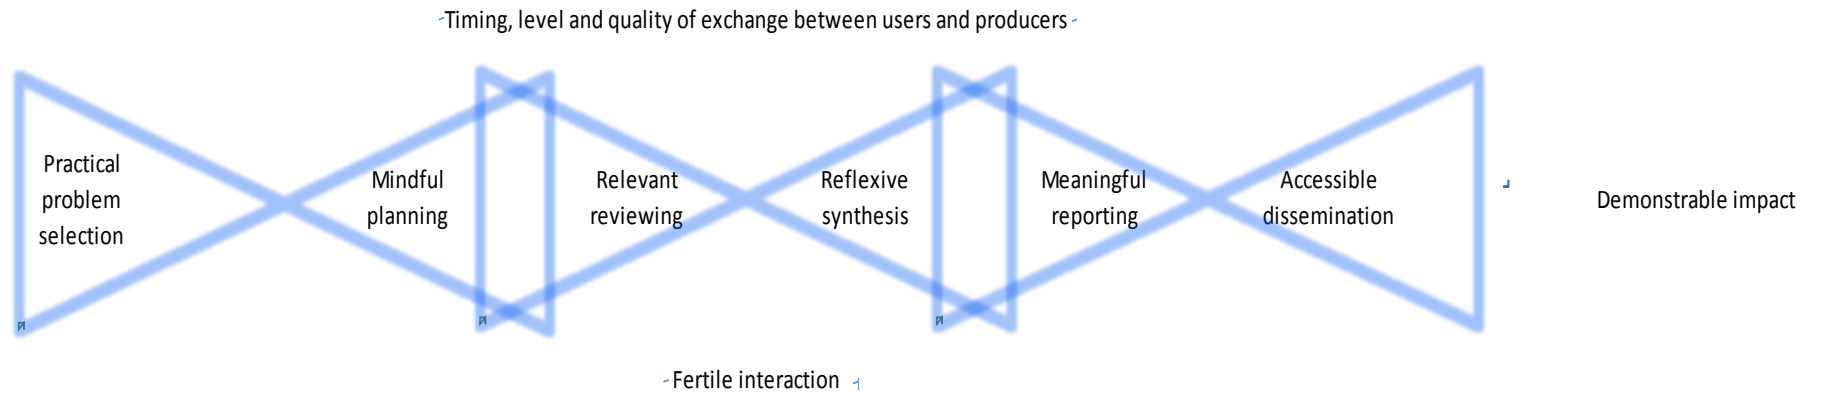 Timing, level and quality of exchange between users and producers
Practical
problem
selection
Mindful
planning
Relevant
reviewing
Reflexive
synthesis
Meaningful
reporting
Accessible
dissemination
Demonstrable impact
Fertile interaction